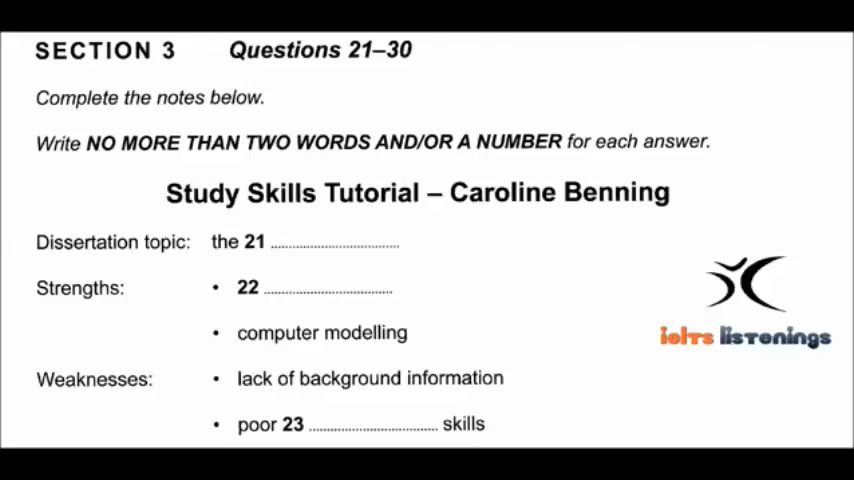 SECTION 3 Questions 21–30
Complete the notes below.
Write NO MORE THAN TWO WORDS AND/OR A NUMBER for each answer.
Study Skills Tutorial – Caroline Benning
Dissertation topic: the 21 ................................
Strengths: • 22 ................................
• computer modelling
ielts listenings
Weaknesses: • lack of background information
• poor 23 ................................ skills